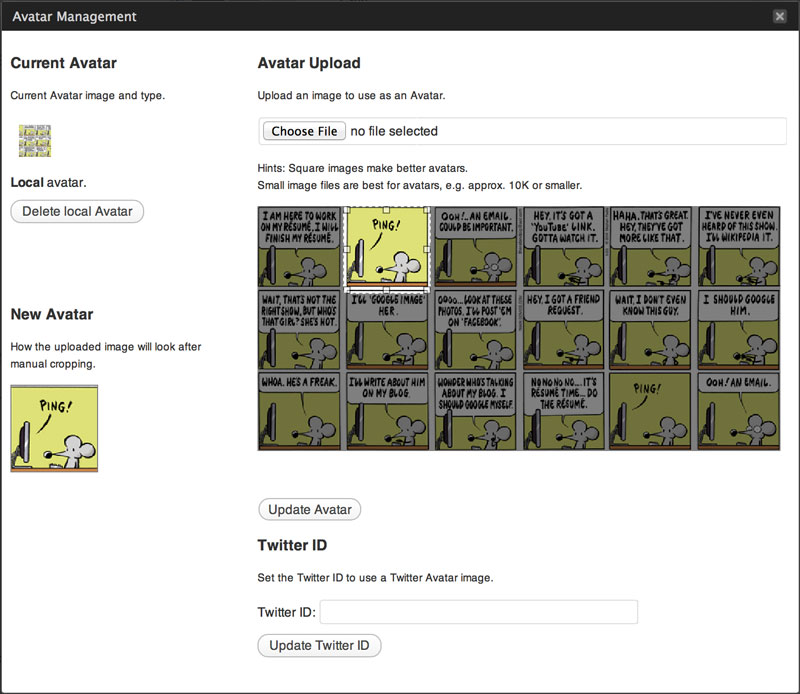 Avatar Management
Current Avatar
Current Avatar image and type.
Local avatar.
Delete local Avatar
New Avatar
How the uploaded image will look after
manual cropping.
PING!
Avatar Upload
Upload an image to use as an Avatar.
Choose File no file selected
Hints: Square images make better avatars.
Small image files are best for avatars, e.g. approx. 10K or smaller.
I AM HERE TO WORK
ON MY RÉSUMÉ. I WILL
FINISH MY RÉSUMÉ.
PING!
OOH!..AN EMAIL.
COULD BE IMPORTANT.
HEY, IT'S GOT A
'YOUTUBE' LINK.
GOTTA WATCH IT.
HAHA. THAT'S GREAT.
HEY, THEY'VE GOT
MORE LIKE THAT.
I'VE NEVER EVEN
HEARD OF THIS SHOW.
I'LL WIKIPEDIA IT.
WAIT, THAT'S NOT THE
RIGHT SHOW, BUT WHO'S
THAT GIRL? SHE'S HOT.
I'LL 'GOOGLE IMAGE'
HER.
OOOO...LOOK AT THESE
PHOTOS. I'LL POST 'EM
ON 'FACEBOOK'.
HEY, I GOT A FRIEND
REQUEST.
WAIT, I DON'T EVEN
KNOW THIS GUY.
I SHOULD GOOGLE
HIM.
WHOA. HE'S A FREAK.
I'LL WRITE ABOUT HIM
ON MY BLOG.
WONDER WHO'S TALKING
ABOUT MY BLOG. I
SHOULD GOOGLE MYSELF.
NO NO NO NO.... IT'S
RÉSUMÉ TIME... DO
THE RÉSUMÉ.
PING!
OOH! AN EMAIL.
Update Avatar
Twitter ID
Set the Twitter ID to use a Twitter Avatar image.
Twitter ID:
Update Twitter ID